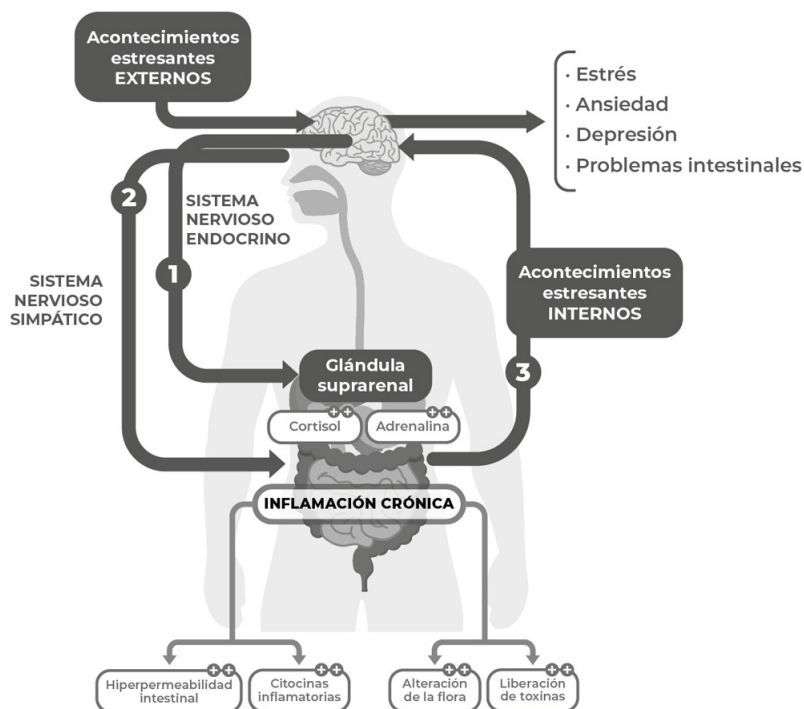 Acontecimientos
estresantes
EXTERNOS
· Estrés
· Ansiedad
· Depresión
· Problemas intestinales
2
SISTEMA
NERVIOSO
ENDOCRINO
1
SISTEMA
NERVIOSO
SIMPÁTICO
Acontecimientos
estresantes
INTERNOS
3
Glándula
suprarenal
++
Cortisol
++
Adrenalina
INFLAMACIÓN CRÓNICA
++
Hiperpermeabilidad
intestinal
++
Citocinas
inflamatorias
++
Alteración
de la flora
++
Liberación
de toxinas